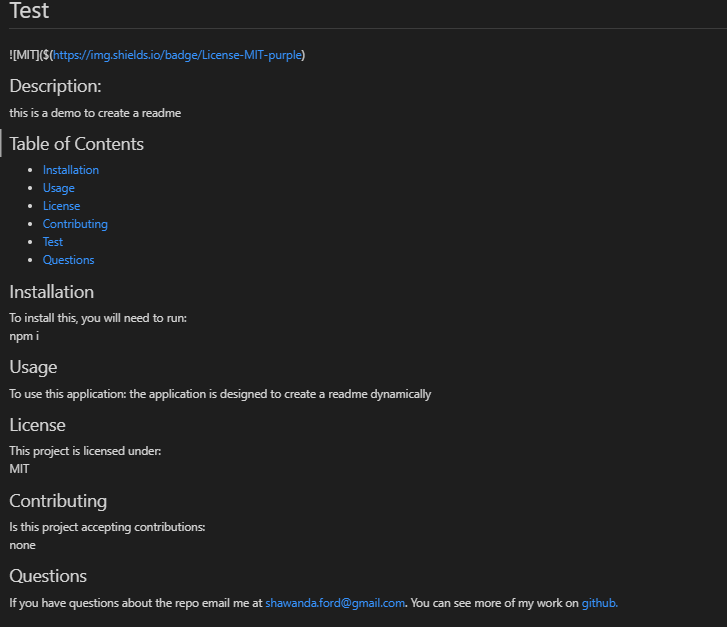 Test
![MIT]($(https://img.shields.io/badge/License-MIT-purple)
Description:
this is a demo to create a readme
Table of Contents
Installation
Usage
License
Contributing
Test
Questions
Installation
To install this, you will need to run:
npm i
Usage
To use this application: the application is designed to create a readme dynamically
License
This project is licensed under:
MIT
Contributing
Is this project accepting contributions:
none
Questions
If you have questions about the repo email me at shawanda.ford@gmail.com. You can see more of my work on github.